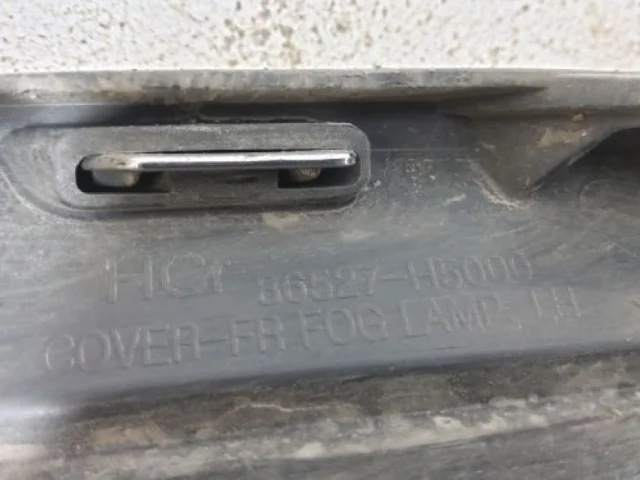 HCr 86527-H5000
COVER-FR FOG LAMP, LH